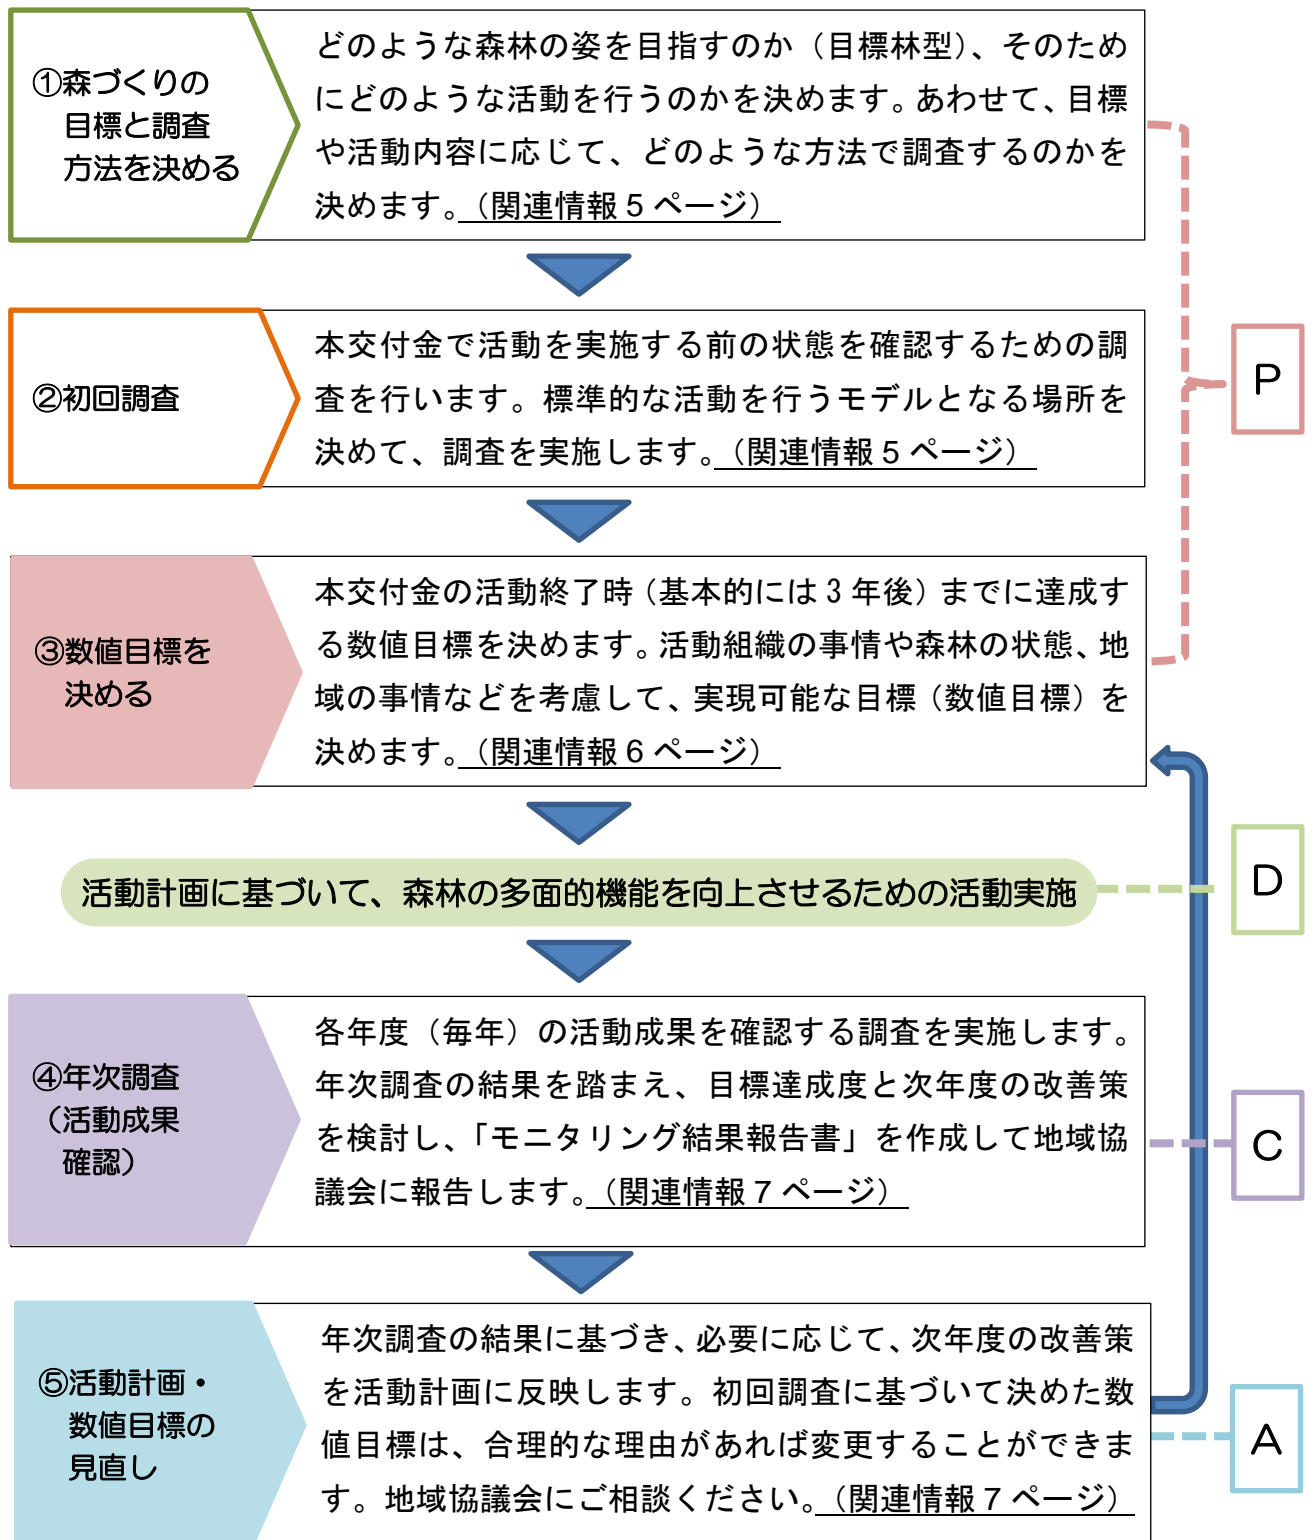 ①森づくりの
目標と調査
方法を決める
どのような森林の姿を目指すのか（目標林型）、そのため
にどのような活動を行うのかを決めます。あわせて、目標
や活動内容に応じて、どのような方法で調査するのかを
決めます。（関連情報５ページ）
②初回調査
本交付金で活動を実施する前の状態を確認するための調
査を行います。標準的な活動を行うモデルとなる場所を
決めて、調査を実施します。（関連情報５ページ）
P
③数値目標を
決める
本交付金の活動終了時（基本的には３年後）までに達成す
る数値目標を決めます。活動組織の事情や森林の状態、地
域の事情などを考慮して、実現可能な目標（数値目標）を
決めます。（関連情報６ページ）
活動計画に基づいて、森林の多面的機能を向上させるための活動実施
D
④年次調査
（活動成果
確認）
各年度（毎年）の活動成果を確認する調査を実施します。
年次調査の結果を踏まえ、目標達成度と次年度の改善策
を検討し、「モニタリング結果報告書」を作成して地域協
議会に報告します。（関連情報７ページ）
C
⑤活動計画・
数値目標の
見直し
年次調査の結果に基づき、必要に応じて、次年度の改善策
を活動計画に反映します。初回調査に基づいて決めた数
値目標は、合理的な理由があれば変更することができま
す。地域協議会にご相談ください。（関連情報７ページ）
A